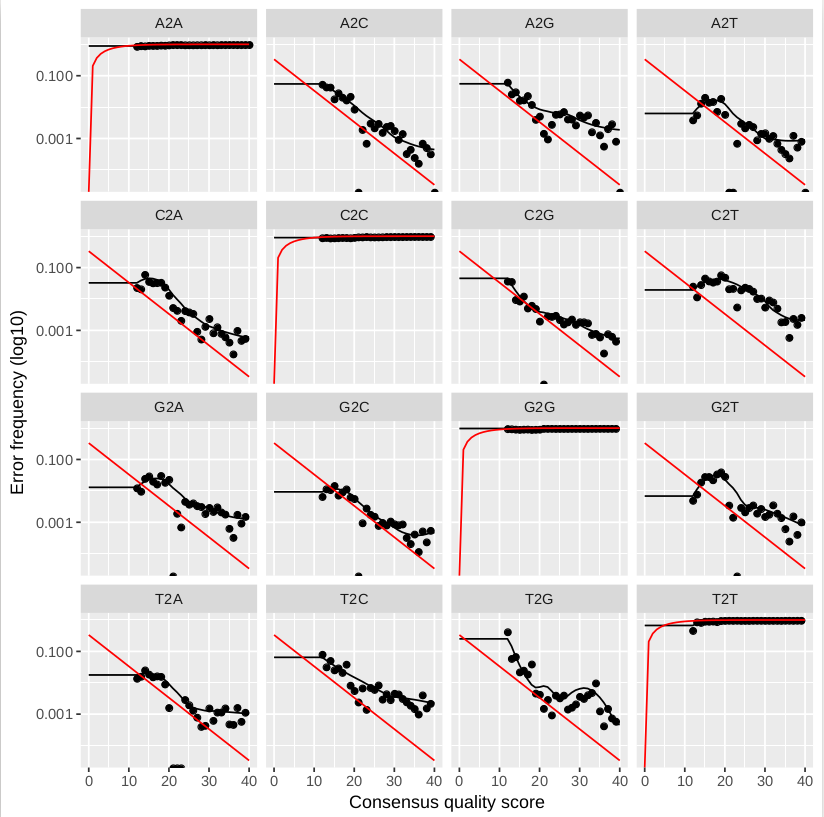 A2A A2C A2G A2T
0.100
0.001
C2A C2C C2G C2T
0.100
0.001
Error frequency (log10)
G2A G2C G2G G2T
0.100
0.001
T2A T2C T2G T2T
0.100
0.001
0 10 20 30 40 0 10 20 30 40 0 10 20 30 40 0 10 20 30 40
Consensus quality score